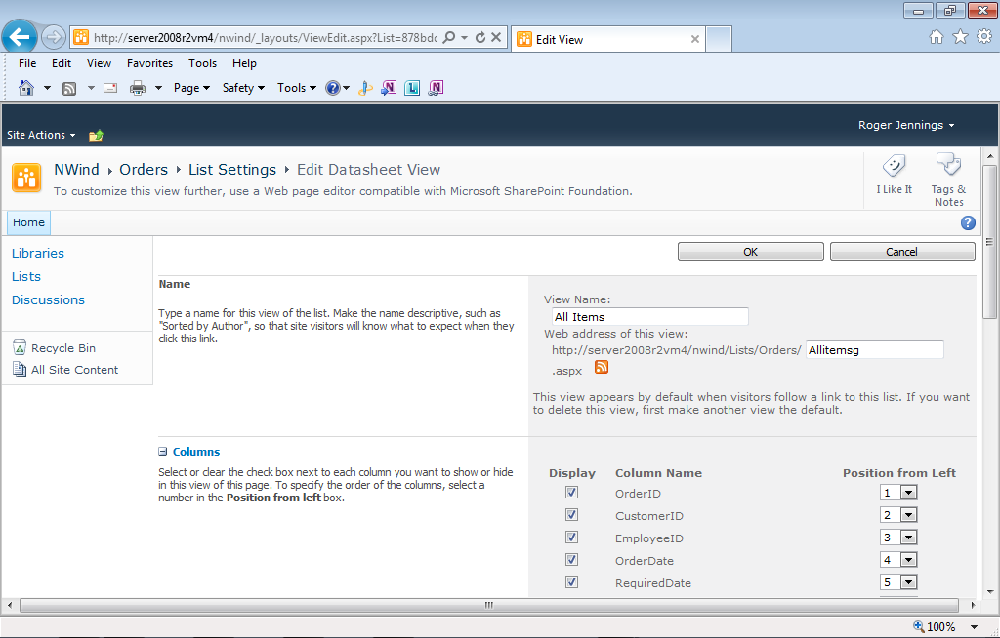 http://server2008r2vm4/nwind/_layouts/ViewEdit.aspx?List=878bdc
Edit View
File Edit View Favorites Tools Help
Page Safety Tools
Site Actions
Roger Jennings
NWind Orders List Settings Edit Datasheet View
To customize this view further, use a Web page editor compatible with Microsoft SharePoint Foundation.
I Like It
Tags &
Notes
Home
Libraries
Lists
Discussions
Recycle Bin
All Site Content
OK Cancel
Name
Type a name for this view of the list. Make the name descriptive, such as
"Sorted by Author", so that site visitors will know what to expect when they
click this link.
View Name:
All Items
Web address of this view:
http://server2008r2vm4/nwind/Lists/Orders/ Allitemsg
.aspx
This view appears by default when visitors follow a link to this list. If you want
to delete this view, first make another view the default.
Columns
Select or clear the check box next to each column you want to show or hide
in this view of this page. To specify the order of the columns, select a
number in the Position from left box.
Display Column Name Position from Left
OrderID 1
CustomerID 2
EmployeeID 3
OrderDate 4
RequiredDate 5
100%